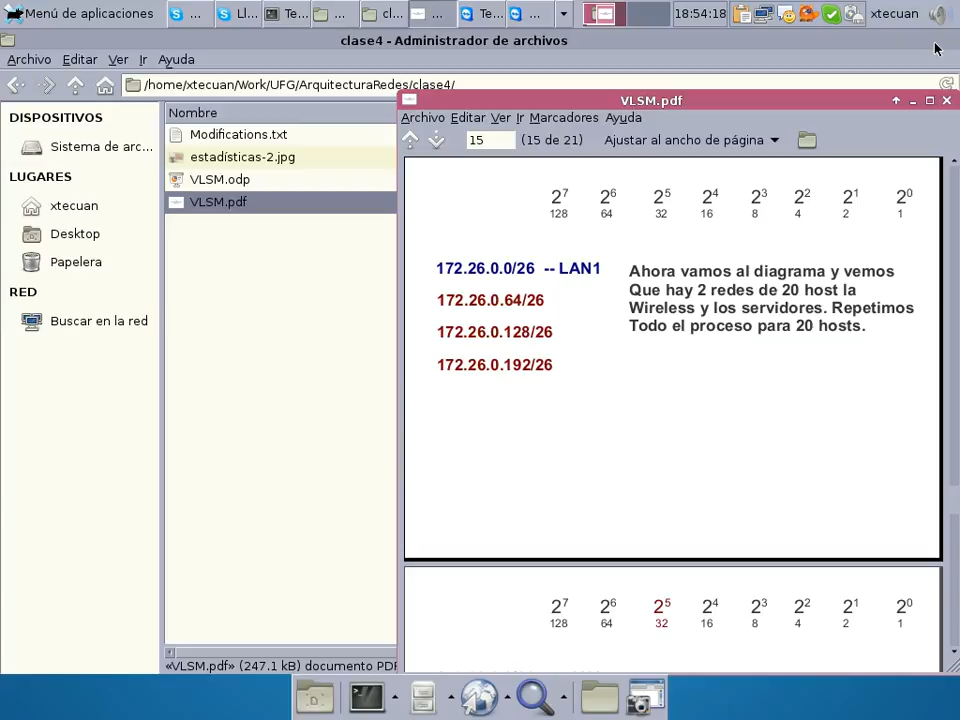 Menú de aplicaciones
...
Ll...
Te...
...
cl...
...
Te...
...
18:54:18
xtecuan
clase4 - Administrador de archivos
Archivo Editar Ver Ir Ayuda
/home/xtecuan/Work/UFG/ArquitecturaRedes/clase4/
DISPOSITIVOS
Sistema de arc...
LUGARES
xtecuan
Desktop
Papelera
RED
Buscar en la red
Nombre
Modifications.txt
estadísticas-2.jpg
VLSM.odp
VLSM.pdf
«VLSM.pdf» (247.1 kB) documento PDF
VLSM.pdf
Archivo Editar Ver Ir Marcadores Ayuda
15 (15 de 21) Ajustar al ancho de página
2⁷ 2⁶ 2⁵ 2⁴ 2³ 2² 2¹ 2⁰
128 64 32 16 8 4 2 1
172.26.0.0/26 -- LAN1
172.26.0.64/26
172.26.0.128/26
172.26.0.192/26
Ahora vamos al diagrama y vemos
Que hay 2 redes de 20 host la
Wireless y los servidores. Repetimos
Todo el proceso para 20 hosts.
2⁷ 2⁶ 2⁵ 2⁴ 2³ 2² 2¹ 2⁰
128 64 32 16 8 4 2 1